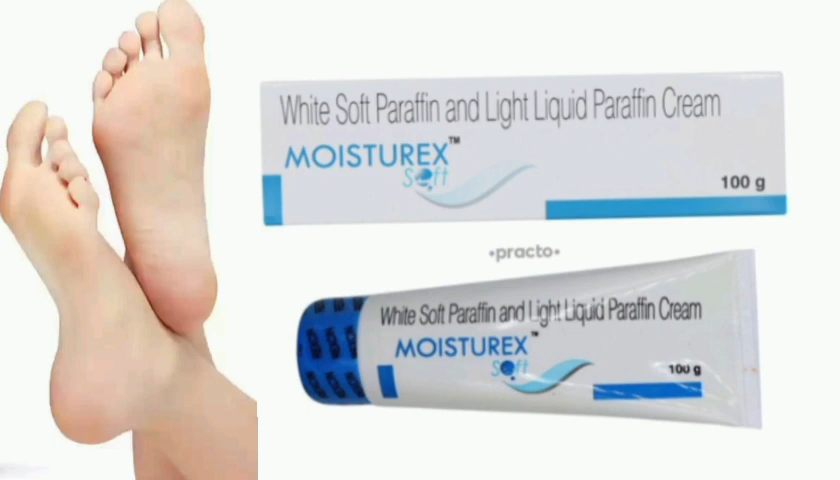 White Soft Paraffin and Light Liquid Paraffin Cream
MOISTUREX™
Soft
100 g
•practo•
White Soft Paraffin and Light Liquid Paraffin Cream
MOISTUREX™
Soft
100 g